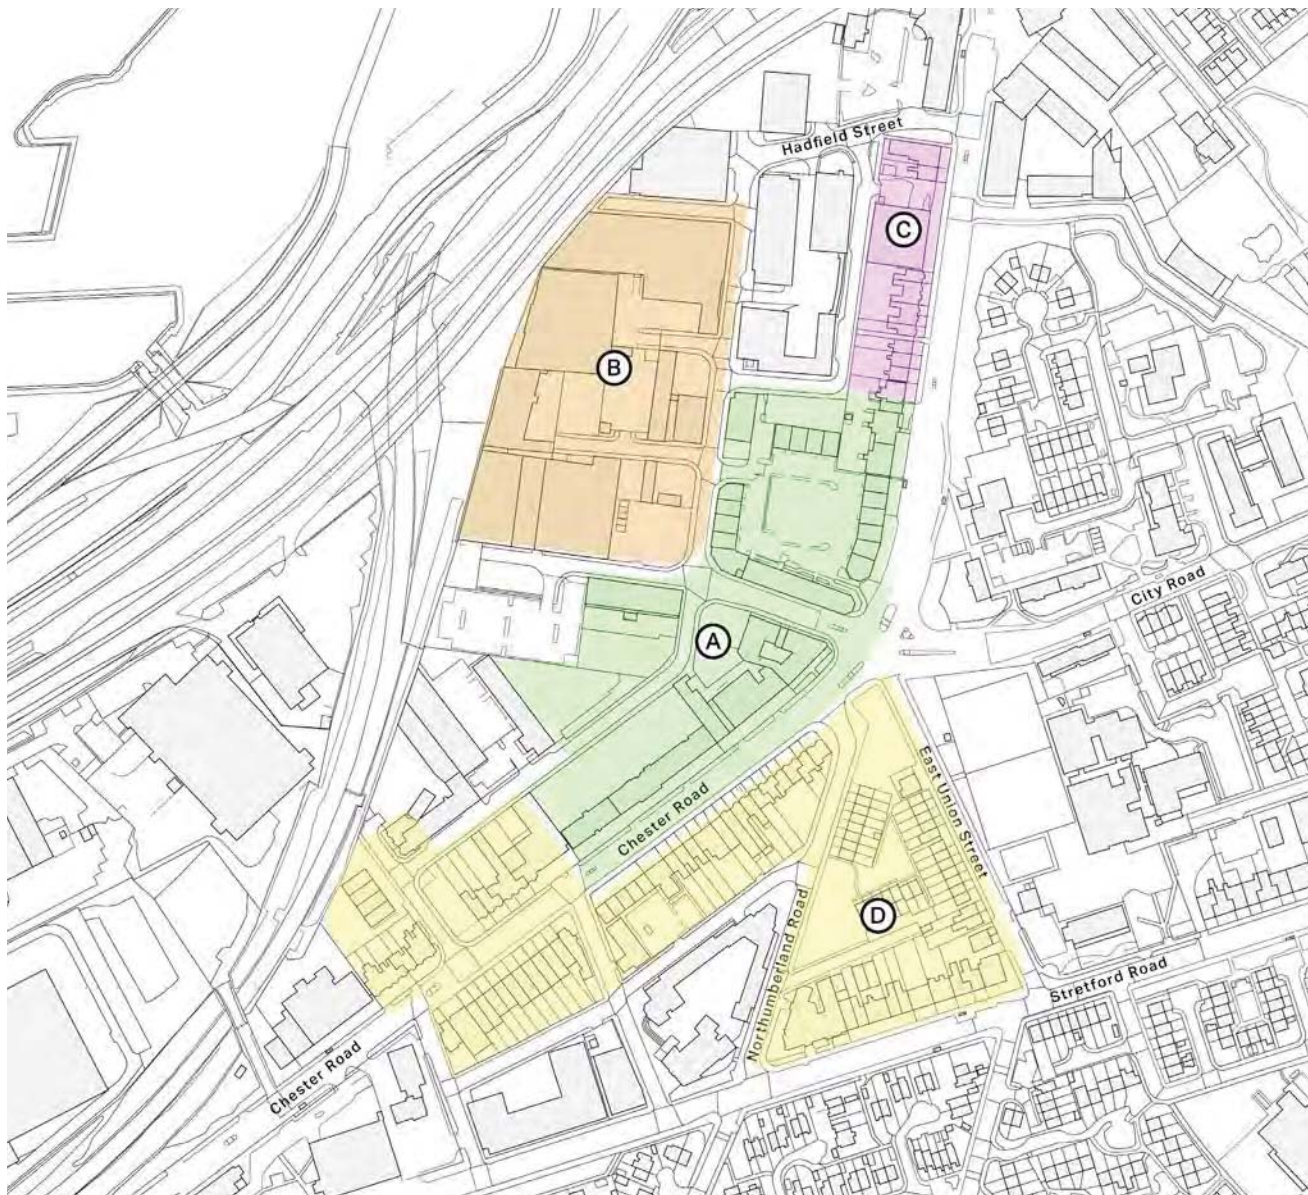 Hadfield Street
C
B
City Road
A
East Union Street
Chester Road
D
Northumberland Road
Stretford Road
Chester Road